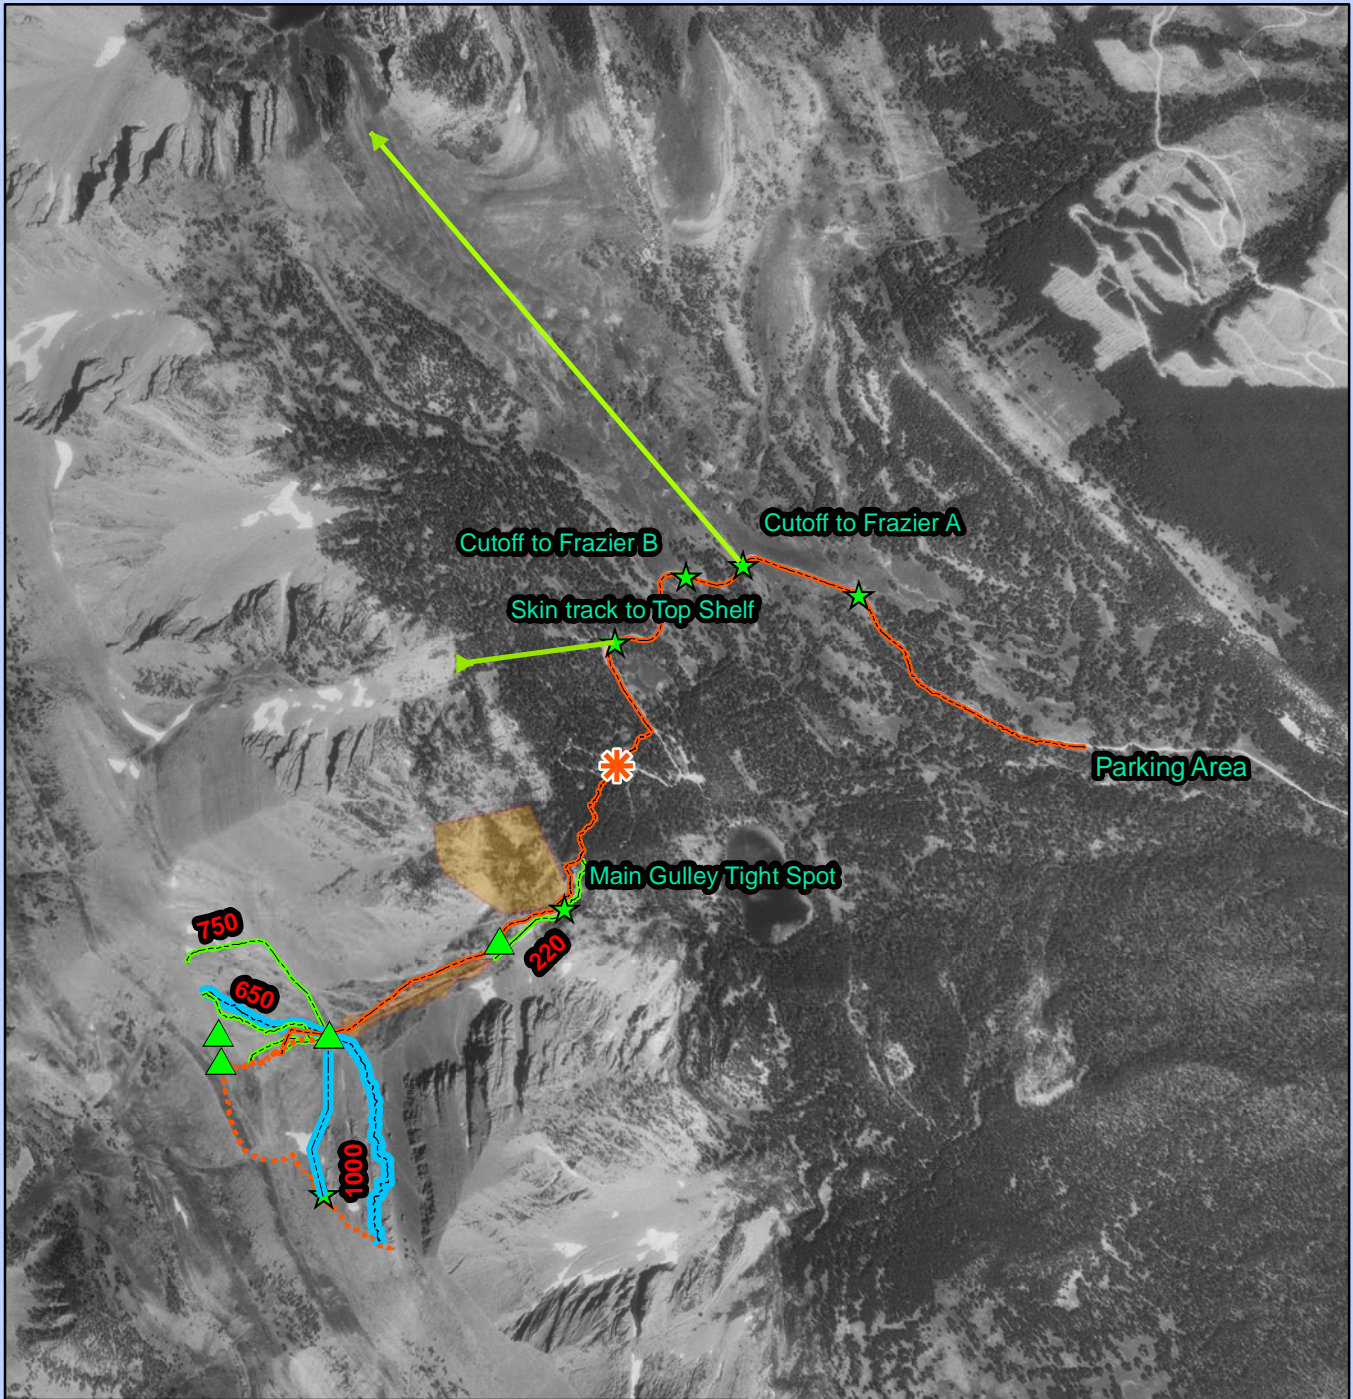 Cutoff to Frazier A
Cutoff to Frazier B
Skin track to Top Shelf
Parking Area
Main Gulley Tight Spot
750
220
650
1000